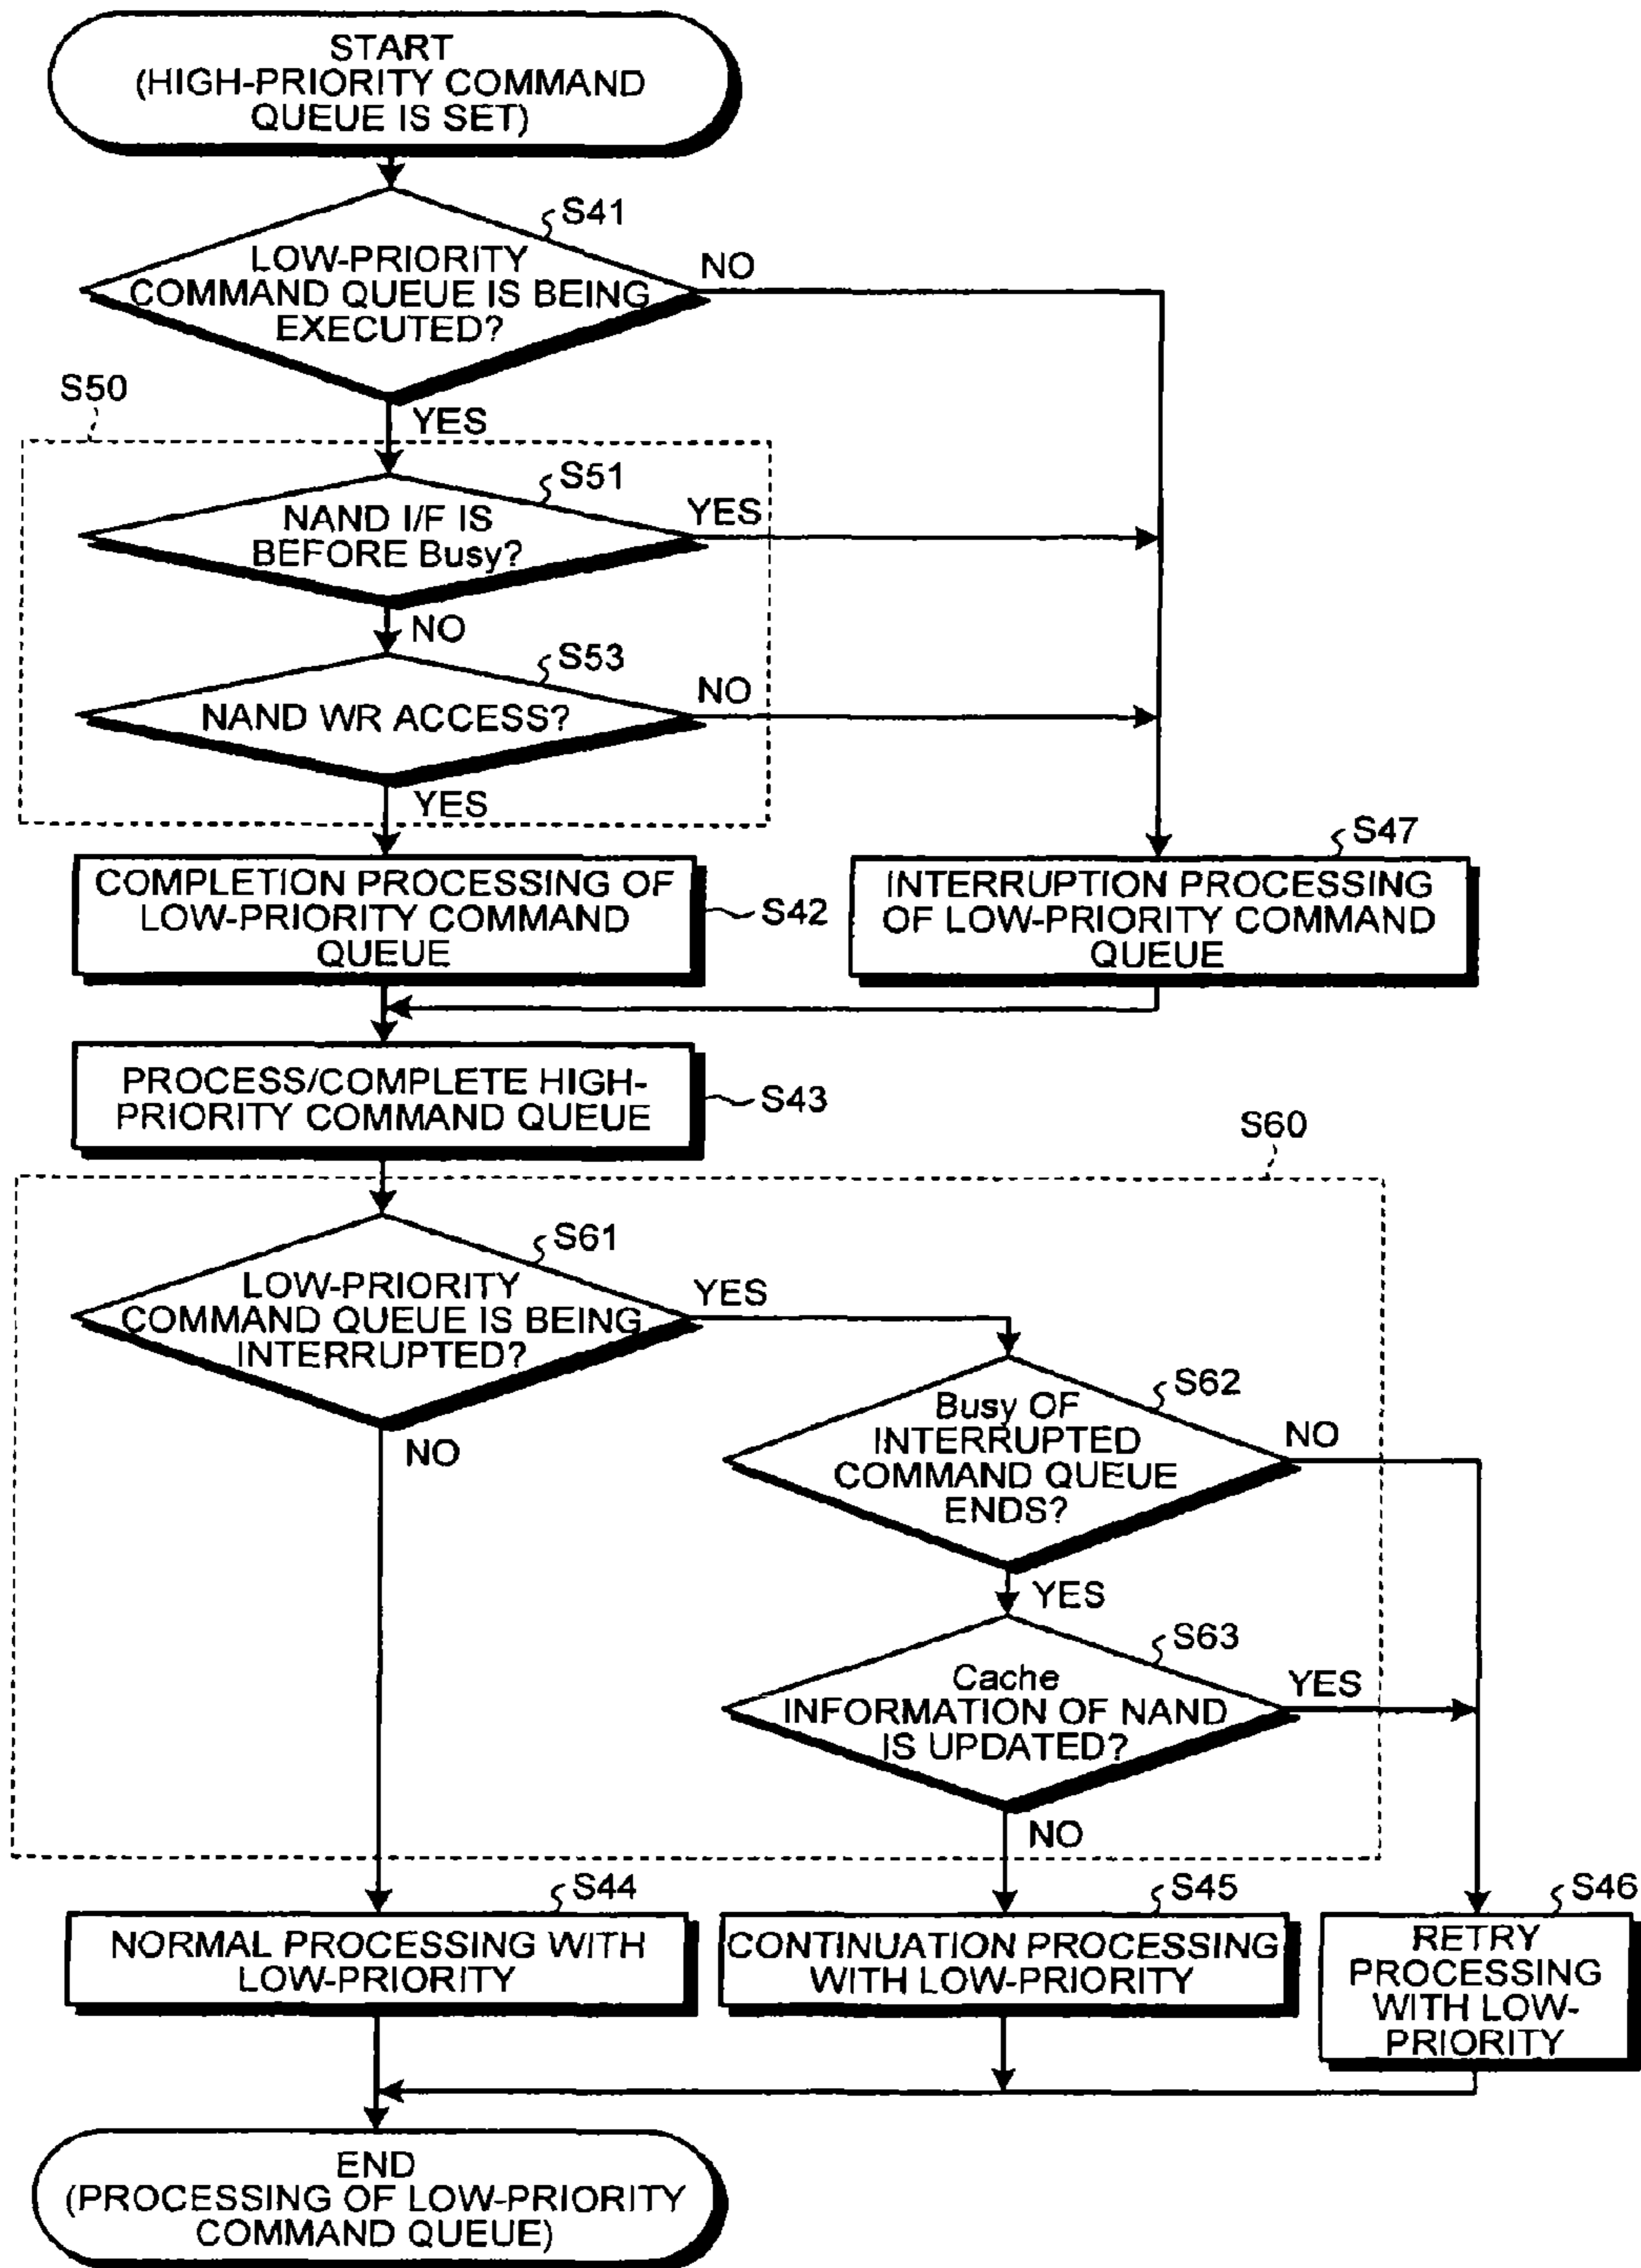 START
(HIGH-PRIORITY COMMAND
QUEUE IS SET)
S41
LOW-PRIORITY
COMMAND QUEUE IS BEING
EXECUTED?
NO
YES
S50
S51
NAND I/F IS
BEFORE Busy?
YES
NO
S53
NAND WR ACCESS?
NO
YES
COMPLETION PROCESSING OF
LOW-PRIORITY COMMAND
QUEUE
S42
S47
INTERRUPTION PROCESSING
OF LOW-PRIORITY COMMAND
QUEUE
PROCESS/COMPLETE HIGH-
PRIORITY COMMAND QUEUE
S43
S60
S61
LOW-PRIORITY
COMMAND QUEUE IS BEING
INTERRUPTED?
YES
NO
S62
Busy OF
INTERRUPTED
COMMAND QUEUE
ENDS?
NO
YES
S63
Cache
INFORMATION OF NAND
IS UPDATED?
YES
NO
S44
NORMAL PROCESSING WITH
LOW-PRIORITY
S45
CONTINUATION PROCESSING
WITH LOW-PRIORITY
S46
RETRY
PROCESSING
WITH LOW-
PRIORITY
END
(PROCESSING OF LOW-PRIORITY
COMMAND QUEUE)